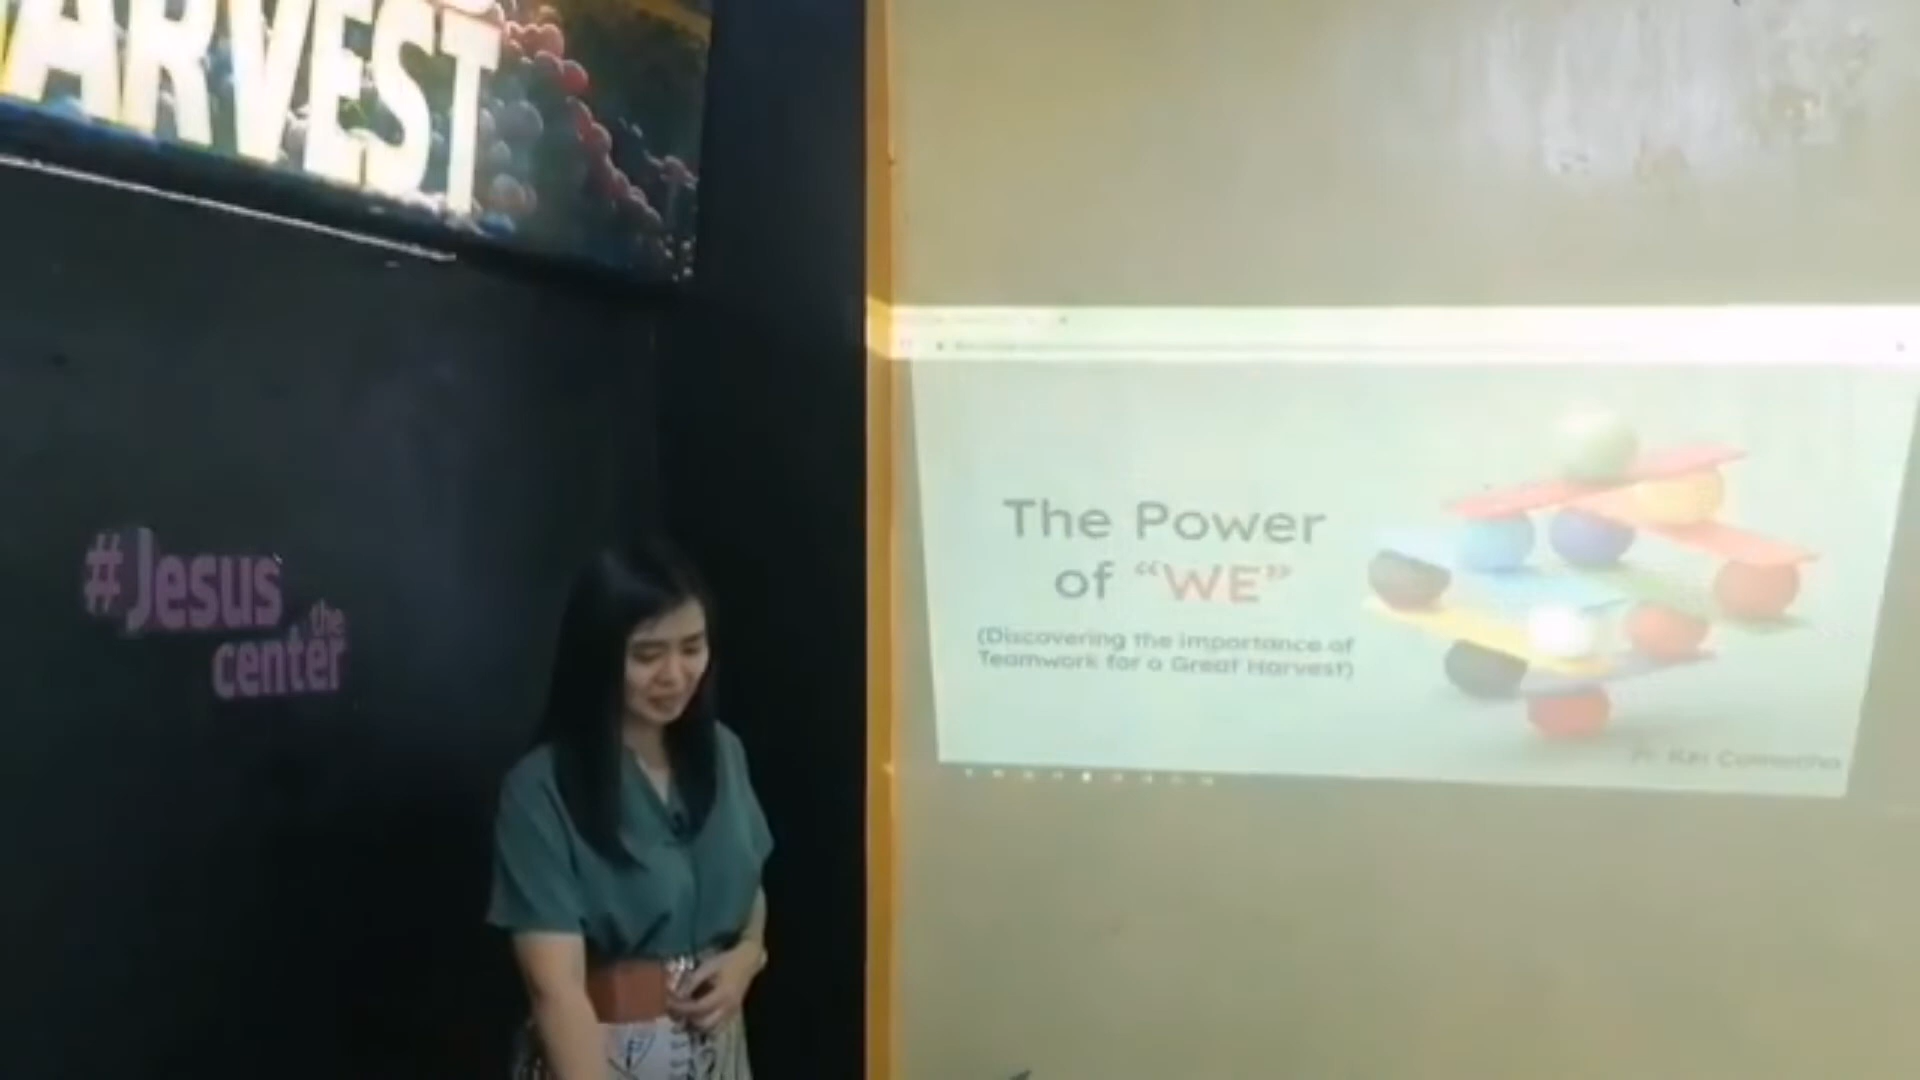 ARVEST
#Jesus
the
center
The Power
of “WE”
(Discovering the importance of
Teamwork for a Great Harvest)